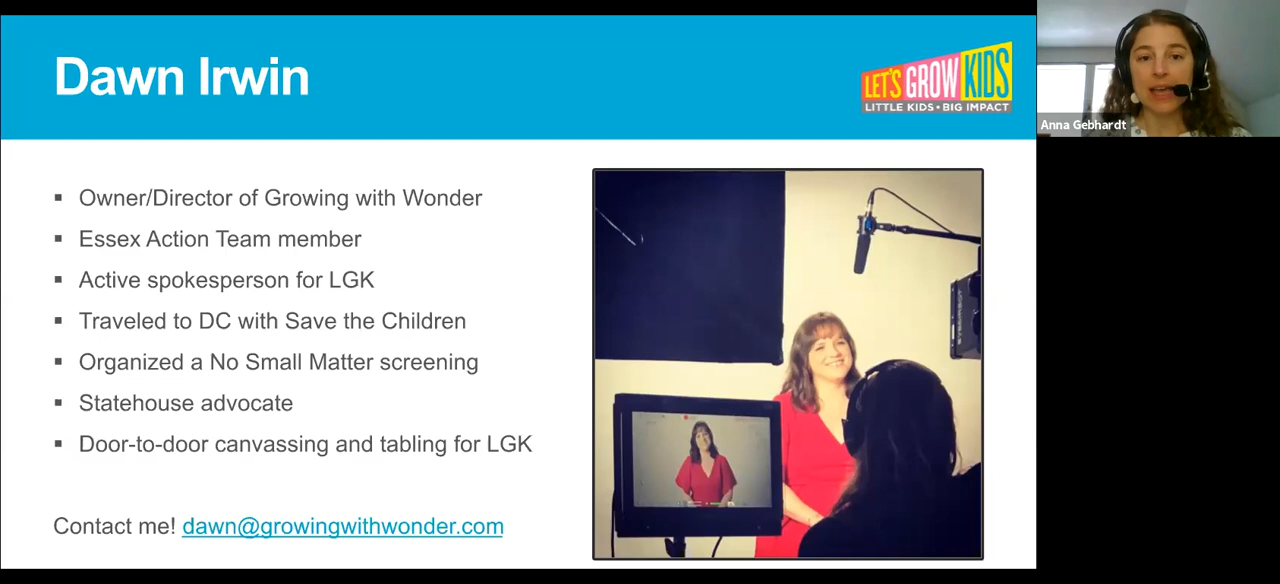 Dawn Irwin
LET'S GROW KIDS
LITTLE KIDS • BIG IMPACT
Anna Gebhardt
▪ Owner/Director of Growing with Wonder
▪ Essex Action Team member
▪ Active spokesperson for LGK
▪ Traveled to DC with Save the Children
▪ Organized a No Small Matter screening
▪ Statehouse advocate
▪ Door-to-door canvassing and tabling for LGK
Contact me! dawn@growingwithwonder.com